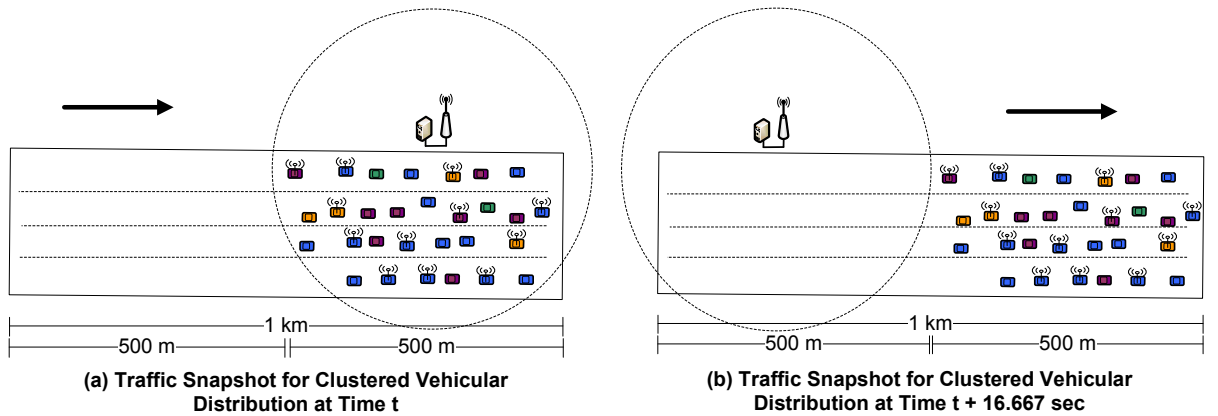 1 km
500 m
500 m
(a) Traffic Snapshot for Clustered Vehicular
Distribution at Time t
1 km
500 m
500 m
(b) Traffic Snapshot for Clustered Vehicular
Distribution at Time t + 16.667 sec